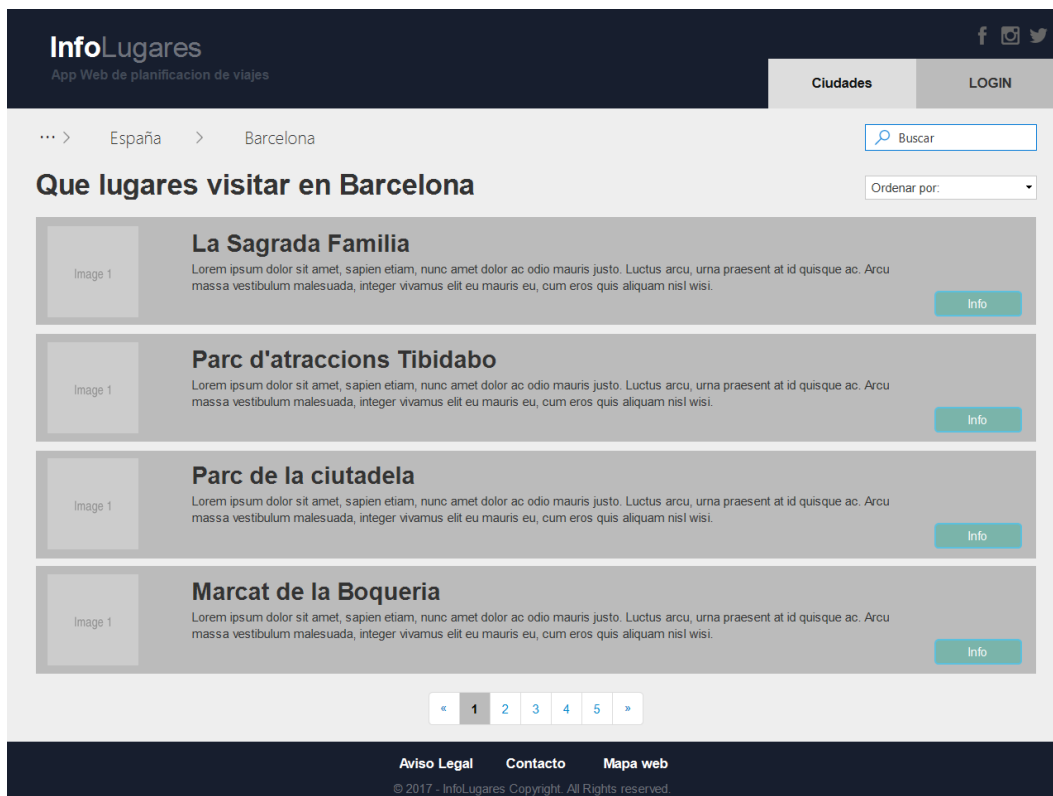 InfoLugares
App Web de planificacion de viajes
Ciudades
LOGIN
··· > España > Barcelona
Buscar
Que lugares visitar en Barcelona
Ordenar por:
Image 1
La Sagrada Familia
Lorem ipsum dolor sit amet, sapien etiam, nunc amet dolor ac odio mauris justo. Luctus arcu, urna praesent at id quisque ac. Arcu
massa vestibulum malesuada, integer vivamus elit eu mauris eu, cum eros quis aliquam nisl wisi.
Info
Image 1
Parc d'atraccions Tibidabo
Lorem ipsum dolor sit amet, sapien etiam, nunc amet dolor ac odio mauris justo. Luctus arcu, urna praesent at id quisque ac. Arcu
massa vestibulum malesuada, integer vivamus elit eu mauris eu, cum eros quis aliquam nisl wisi.
Info
Image 1
Parc de la ciutadela
Lorem ipsum dolor sit amet, sapien etiam, nunc amet dolor ac odio mauris justo. Luctus arcu, urna praesent at id quisque ac. Arcu
massa vestibulum malesuada, integer vivamus elit eu mauris eu, cum eros quis aliquam nisl wisi.
Info
Image 1
Marcat de la Boqueria
Lorem ipsum dolor sit amet, sapien etiam, nunc amet dolor ac odio mauris justo. Luctus arcu, urna praesent at id quisque ac. Arcu
massa vestibulum malesuada, integer vivamus elit eu mauris eu, cum eros quis aliquam nisl wisi.
Info
« 1 2 3 4 5 »
Aviso Legal Contacto Mapa web
© 2017 - InfoLugares Copyright. All Rights reserved.